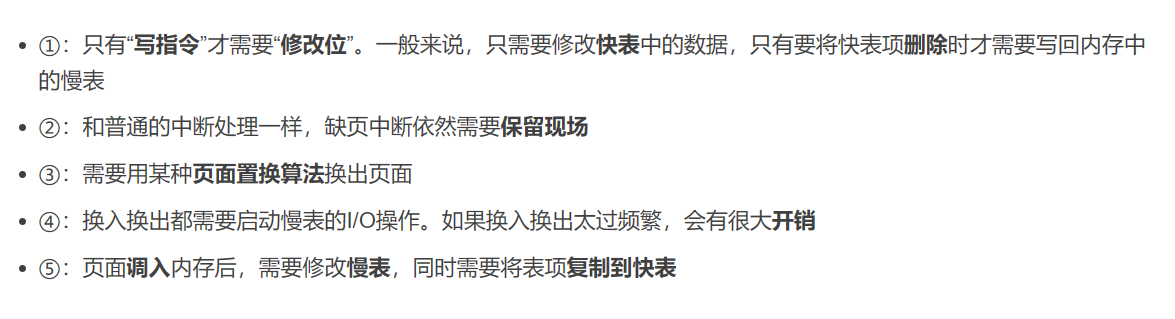 ①：只有“写指令”才需要“修改位”。一般来说，只需要修改快表中的数据，只有要将快表项删除时才需要写回内存中
的慢表
②：和普通的中断处理一样，缺页中断依然需要保留现场
③：需要用某种页面置换算法换出页面
④：换入换出都需要启动慢表的I/O操作。如果换入换出太过频繁，会有很大开销
⑤：页面调入内存后，需要修改慢表，同时需要将表项复制到快表